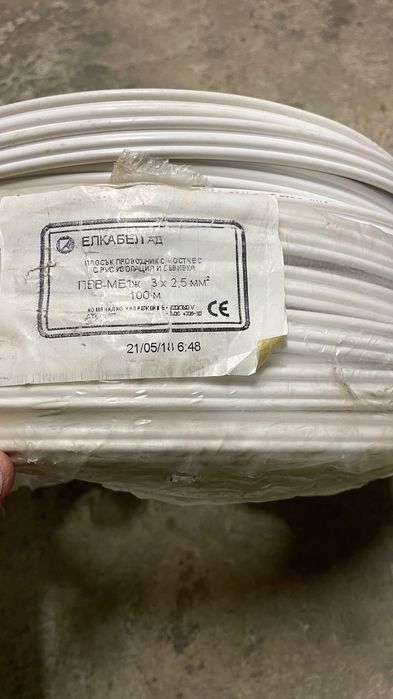 ЕЛКАБЕЛ АД
ПЛОСЪК ПРОВОДНИК С МОСТЧЕ
С PVC ИЗОЛАЦИЯ И ОБВИВКА
ПВВ-МБ1ж 3 x 2,5 мм²
100 м
CE
21/05/18 6:48